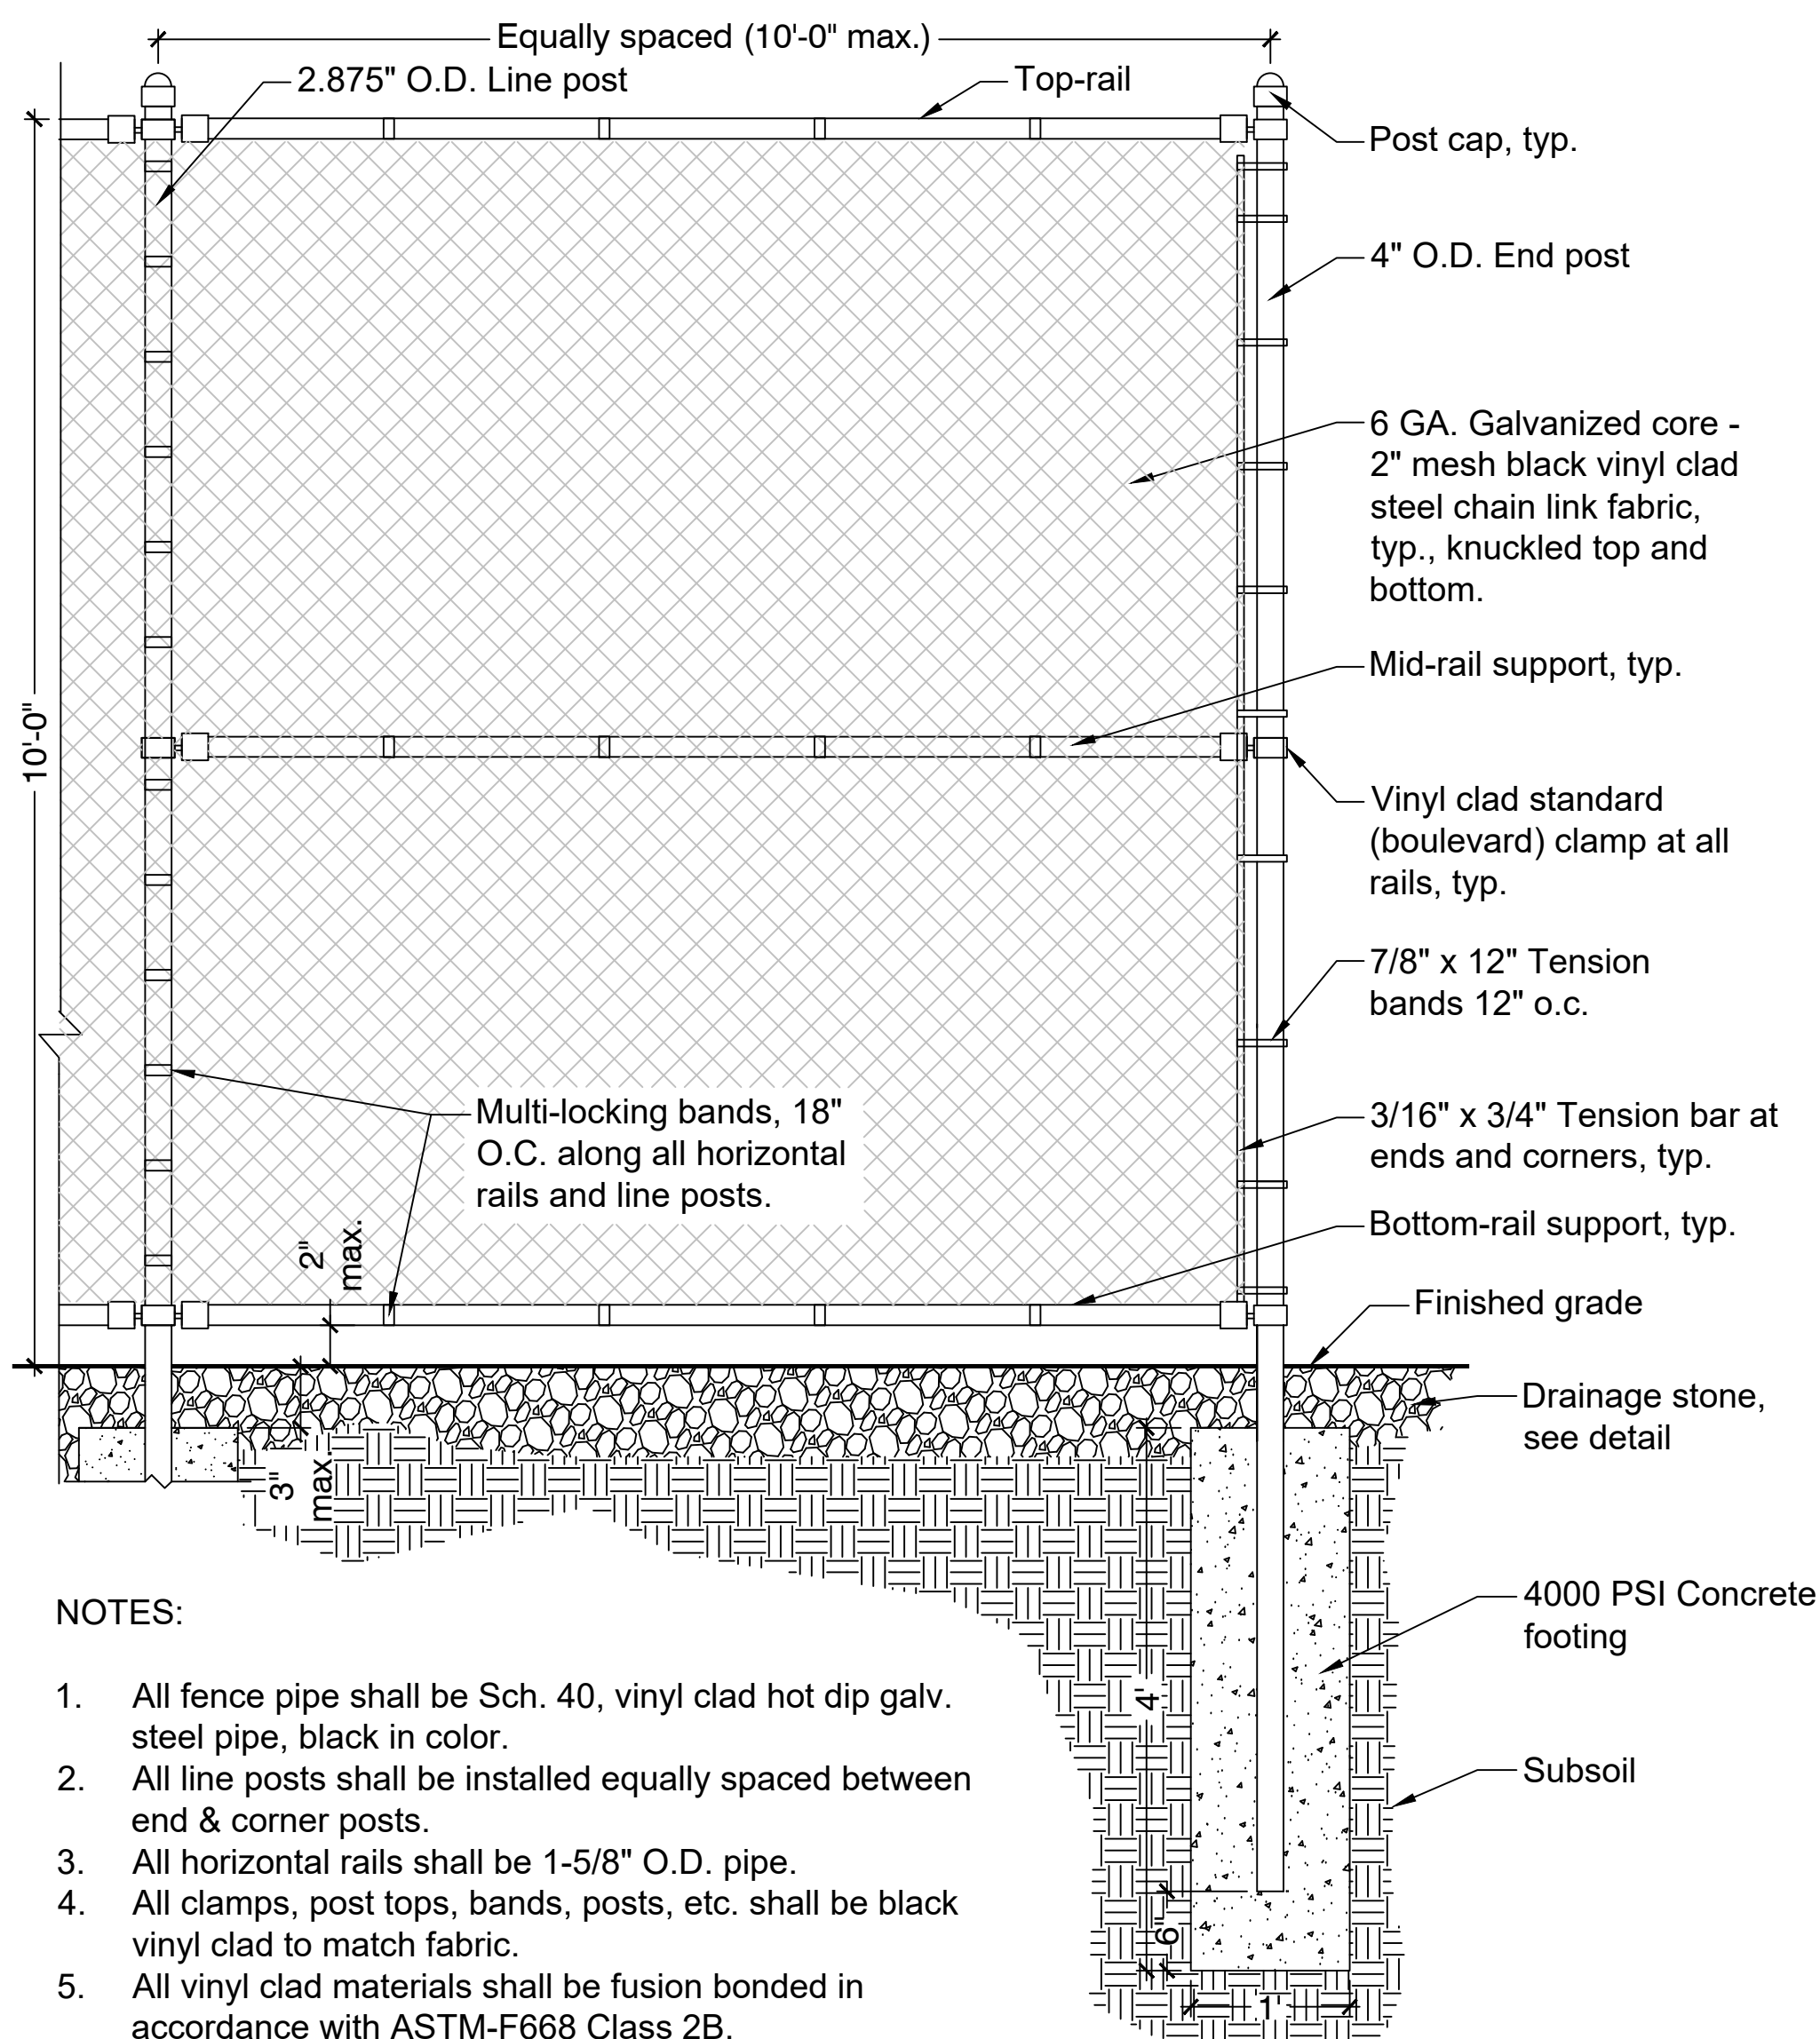 Equally spaced (10'-0" max.)
2.875" O.D. Line post
Top-rail
Post cap, typ.
4" O.D. End post
6 GA. Galvanized core -
2" mesh black vinyl clad
steel chain link fabric,
typ., knuckled top and
bottom.
Mid-rail support, typ.
10'-0"
Vinyl clad standard
(boulevard) clamp at all
rails, typ.
7/8" x 12" Tension
bands 12" o.c.
Multi-locking bands, 18"
O.C. along all horizontal
rails and line posts.
3/16" x 3/4" Tension bar at
ends and corners, typ.
Bottom-rail support, typ.
2"
max.
Finished grade
Drainage stone,
see detail
3"
max.
4000 PSI Concrete
footing
4'
Subsoil
6"
1'
NOTES:
1. All fence pipe shall be Sch. 40, vinyl clad hot dip galv.
steel pipe, black in color.
2. All line posts shall be installed equally spaced between
end & corner posts.
3. All horizontal rails shall be 1-5/8" O.D. pipe.
4. All clamps, post tops, bands, posts, etc. shall be black
vinyl clad to match fabric.
5. All vinyl clad materials shall be fusion bonded in
accordance with ASTM-F668 Class 2B.